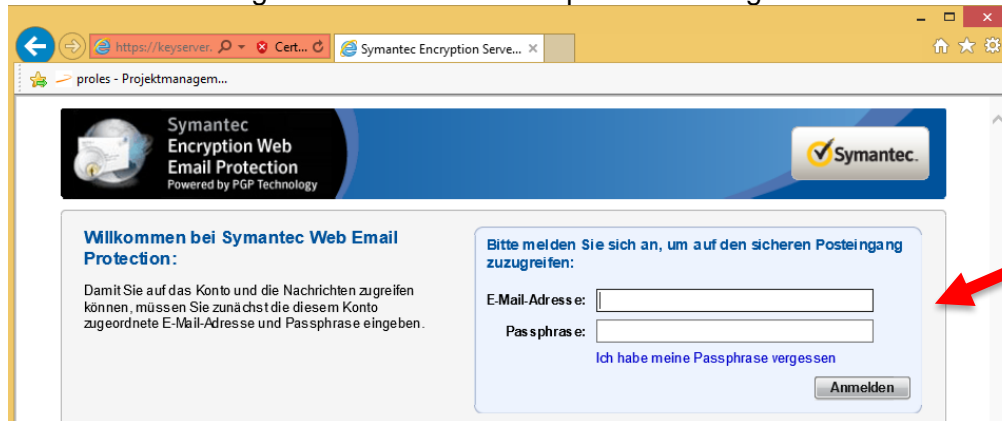 https://keyserver. Cert... Symantec Encryption Serve...
proles - Projektmanagem...
Symantec
Encryption Web
Email Protection
Powered by PGP Technology
Symantec.
Willkommen bei Symantec Web Email
Protection:
Damit Sie auf das Konto und die Nachrichten zugreifen
können, müssen Sie zunächst die diesem Konto
zugeordnete E-Mail-Adresse und Passphrase eingeben.
Bitte melden Sie sich an, um auf den sicheren Posteingang
zuzugreifen:
E-Mail-Adresse:
Passphrase:
Ich habe meine Passphrase vergessen
Anmelden